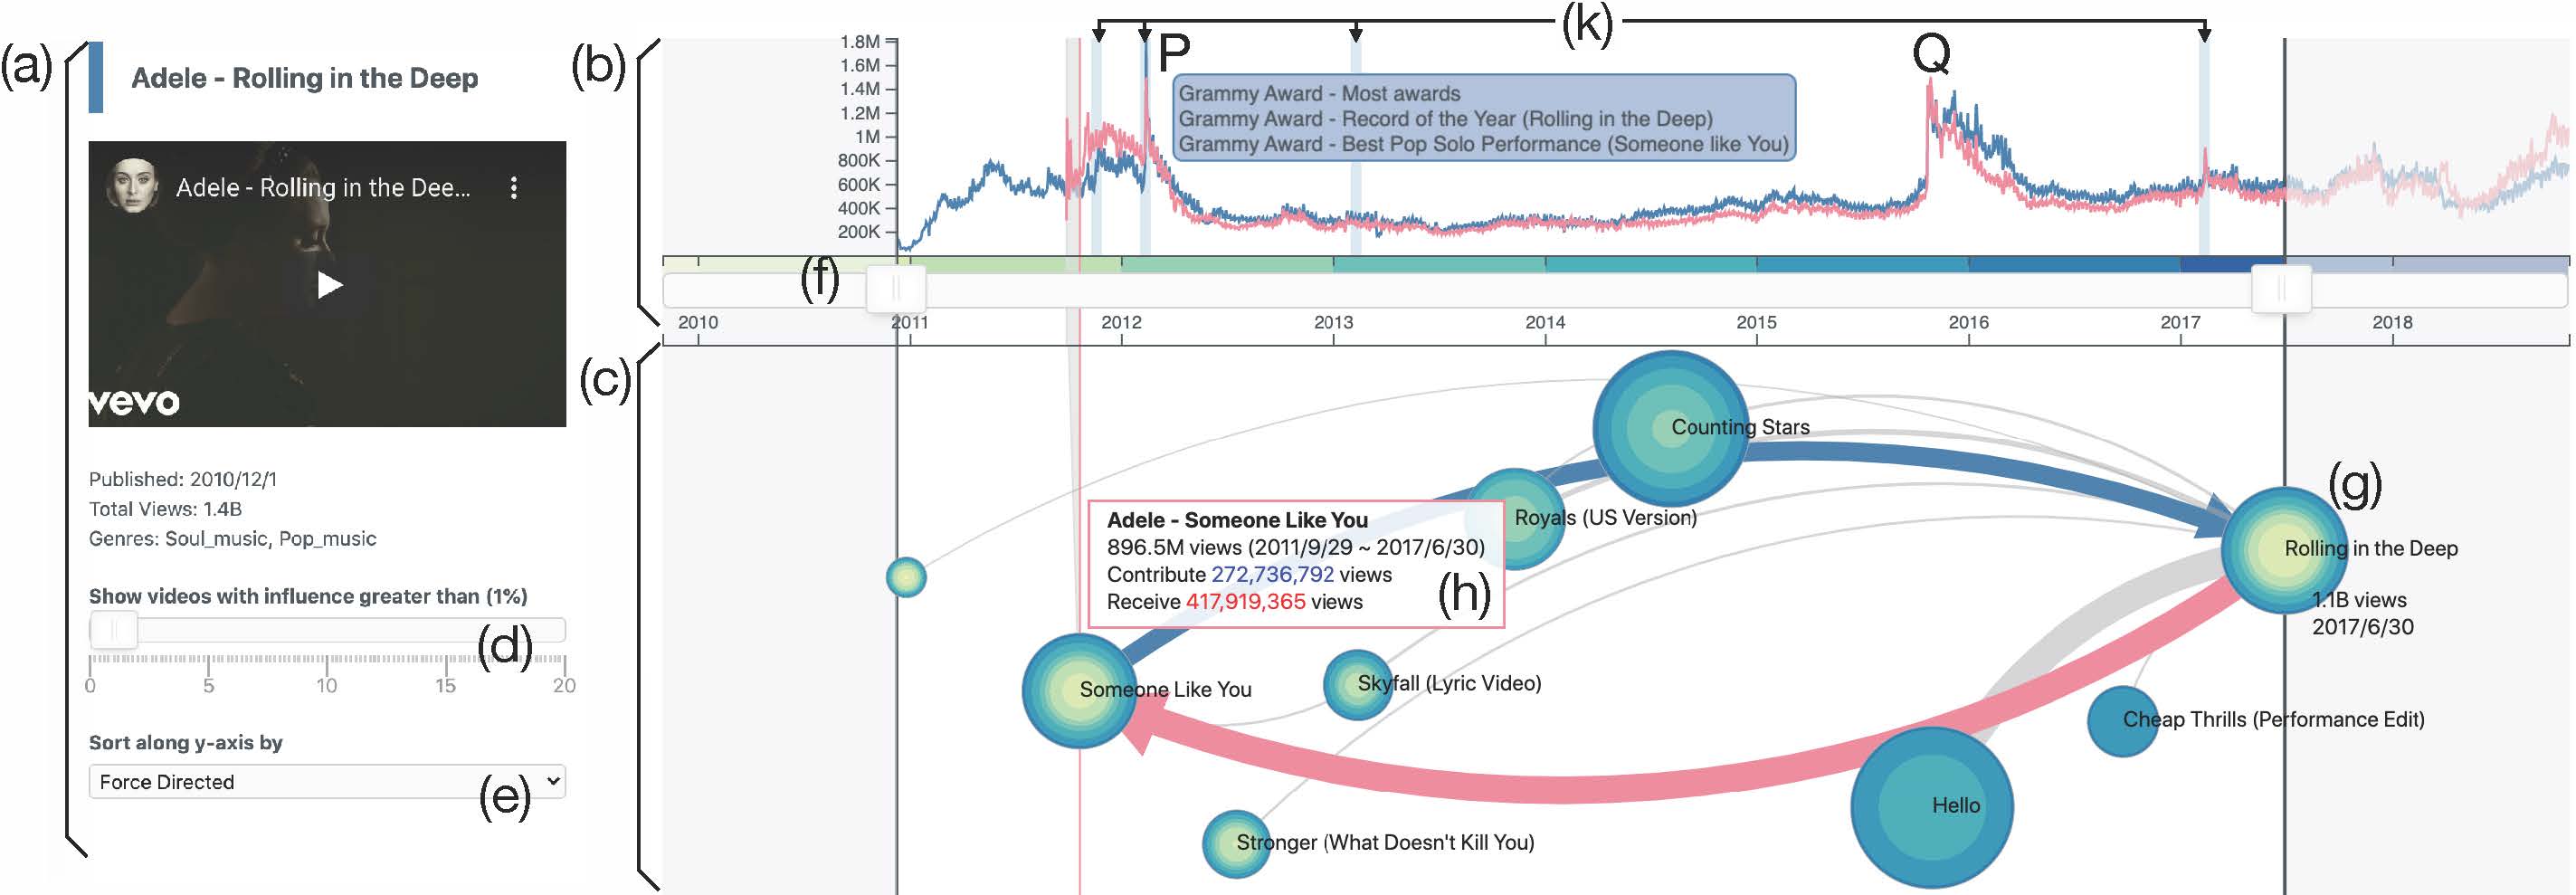 (a)
Adele - Rolling in the Deep
Adele - Rolling in the Dee...
vevo
Published: 2010/12/1
Total Views: 1.4B
Genres: Soul_music, Pop_music
Show videos with influence greater than (1%)
(d)
0 5 10 15 20
Sort along y-axis by
Force Directed
(e)
(b)
(k)
P
Q
1.8M
1.6M
1.4M
1.2M
1M
800K
600K
400K
200K
Grammy Award - Most awards
Grammy Award - Record of the Year (Rolling in the Deep)
Grammy Award - Best Pop Solo Performance (Someone like You)
(f)
2010 2011 2012 2013 2014 2015 2016 2017 2018
(c)
Counting Stars
(g)
Royals (US Version)
Rolling in the Deep
1.1B views
2017/6/30
Adele - Someone Like You
896.5M views (2011/9/29 ~ 2017/6/30)
Contribute 272,736,792 views
Receive 417,919,365 views
(h)
Someone Like You
Skyfall (Lyric Video)
Cheap Thrills (Performance Edit)
Hello
Stronger (What Doesn't Kill You)